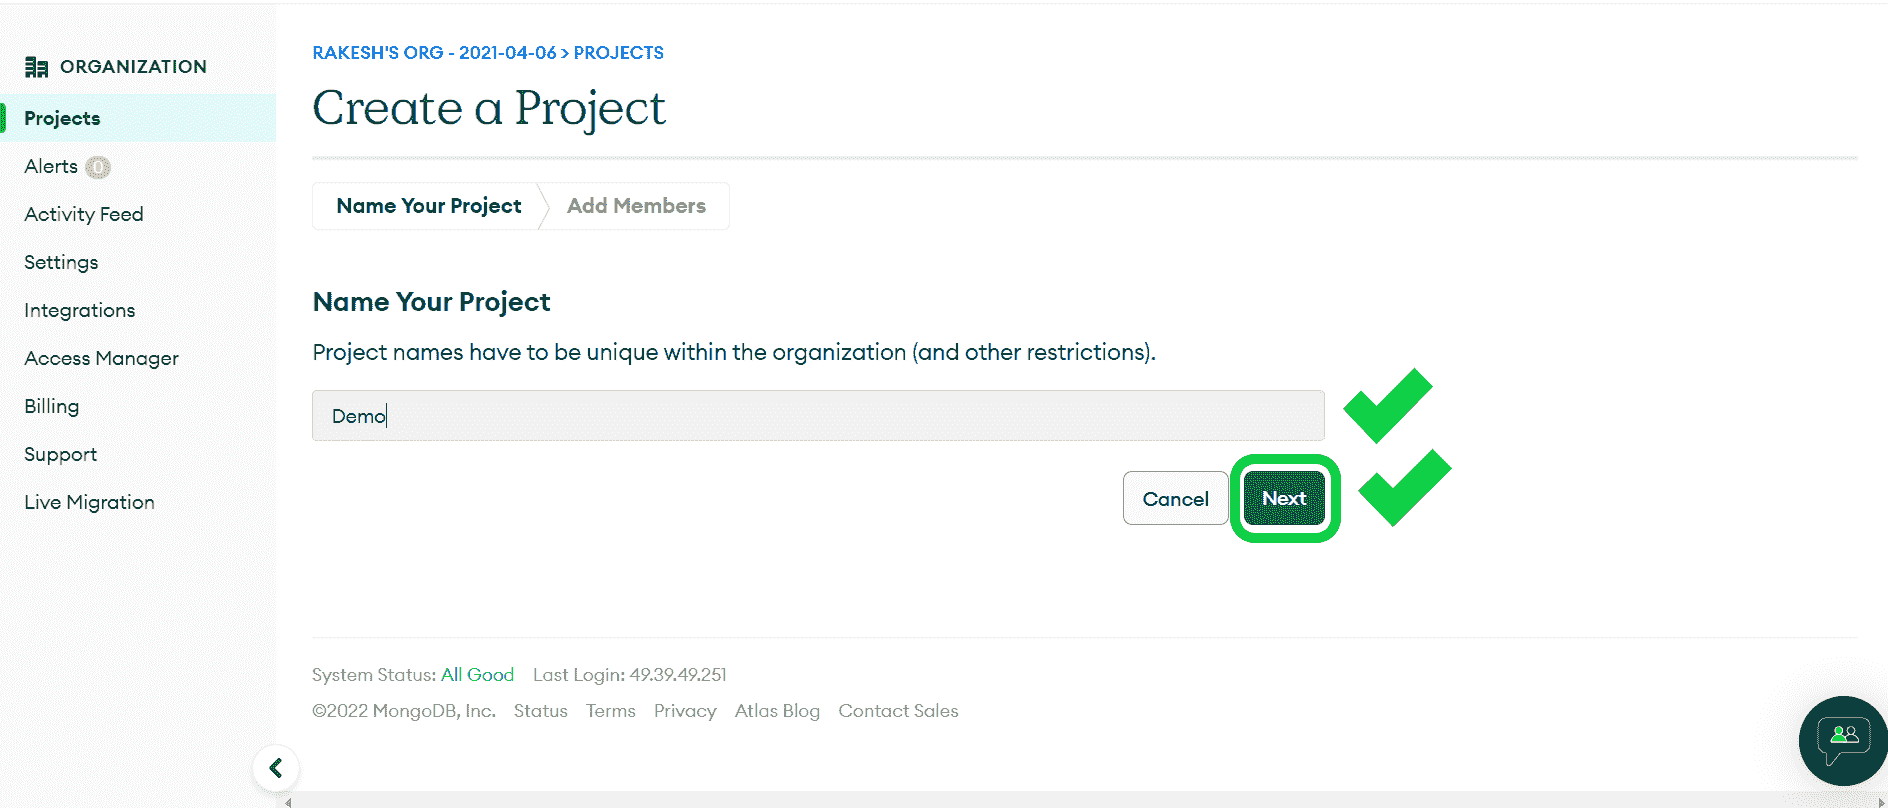 ORGANIZATION
Projects
Alerts 0
Activity Feed
Settings
Integrations
Access Manager
Billing
Support
Live Migration
RAKESH'S ORG - 2021-04-06 > PROJECTS
Create a Project
Name Your Project
Add Members
Name Your Project
Project names have to be unique within the organization (and other restrictions).
Demo
Cancel
Next
System Status: All Good Last Login: 49.39.49.251
©2022 MongoDB, Inc. Status Terms Privacy Atlas Blog Contact Sales